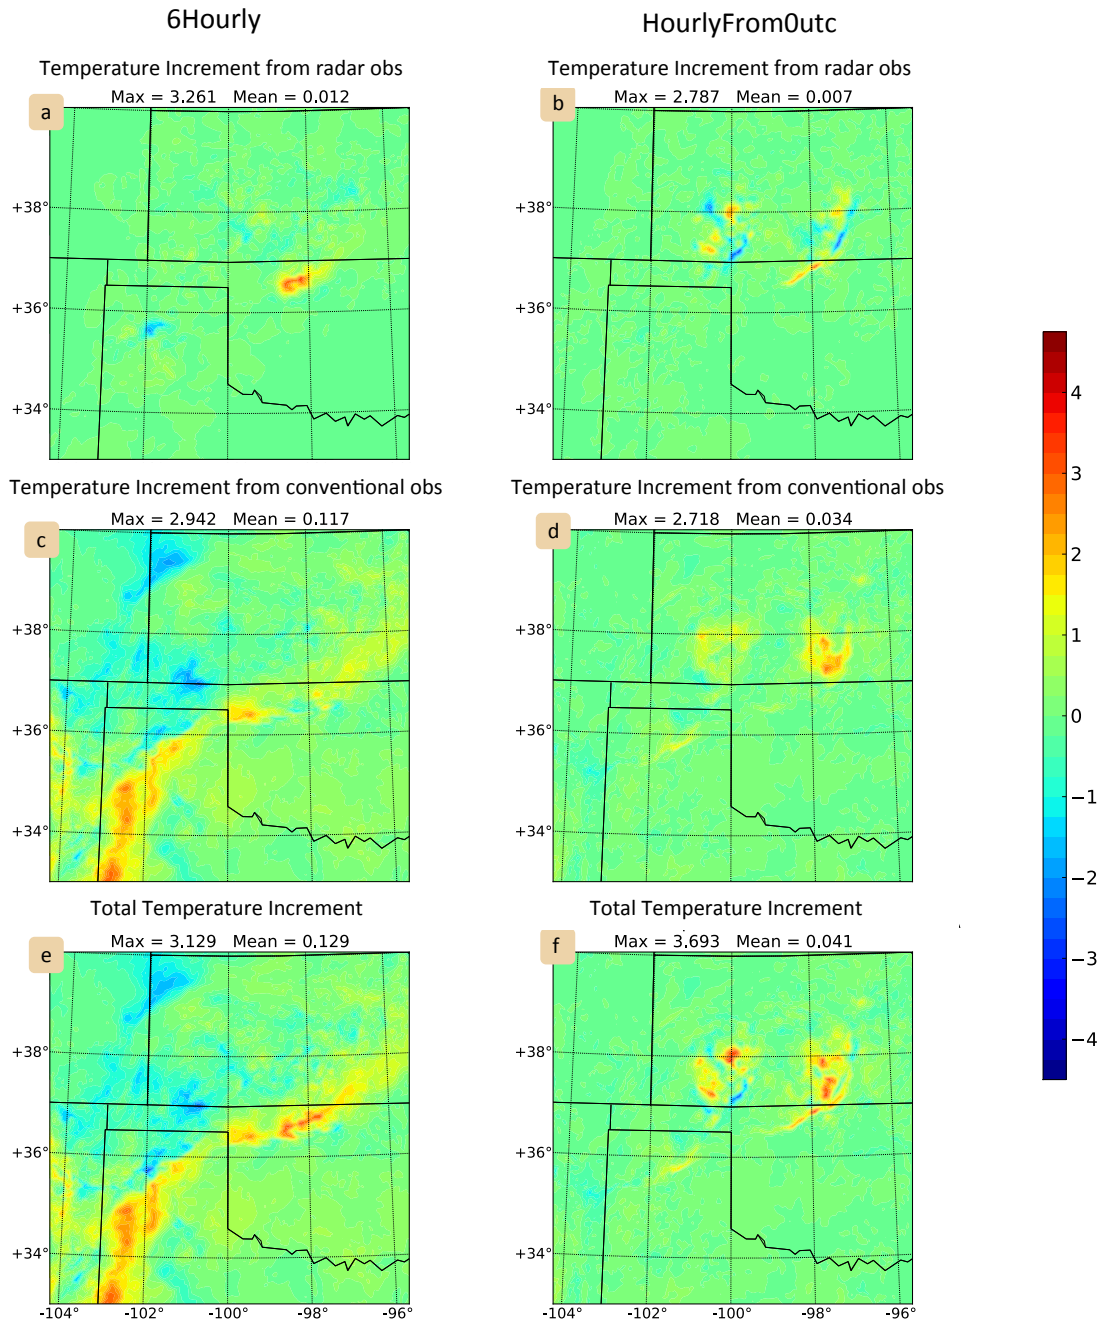 6Hourly
HourlyFrom0utc
Temperature Increment from radar obs
Temperature Increment from radar obs
a
Max = 3.261 Mean = 0.012
b
Max = 2.787 Mean = 0.007
+38°
+36°
+34°
+38°
+36°
+34°
Temperature Increment from conventional obs
Temperature Increment from conventional obs
c
Max = 2.942 Mean = 0.117
d
Max = 2.718 Mean = 0.034
+38°
+36°
+34°
+38°
+36°
+34°
Total Temperature Increment
Total Temperature Increment
e
Max = 3.129 Mean = 0.129
f
Max = 3.693 Mean = 0.041
+38°
+36°
+34°
+38°
+36°
+34°
-104° -102° -100° -98° -96°
-104° -102° -100° -98° -96°
4
3
2
1
0
−1
−2
−3
−4